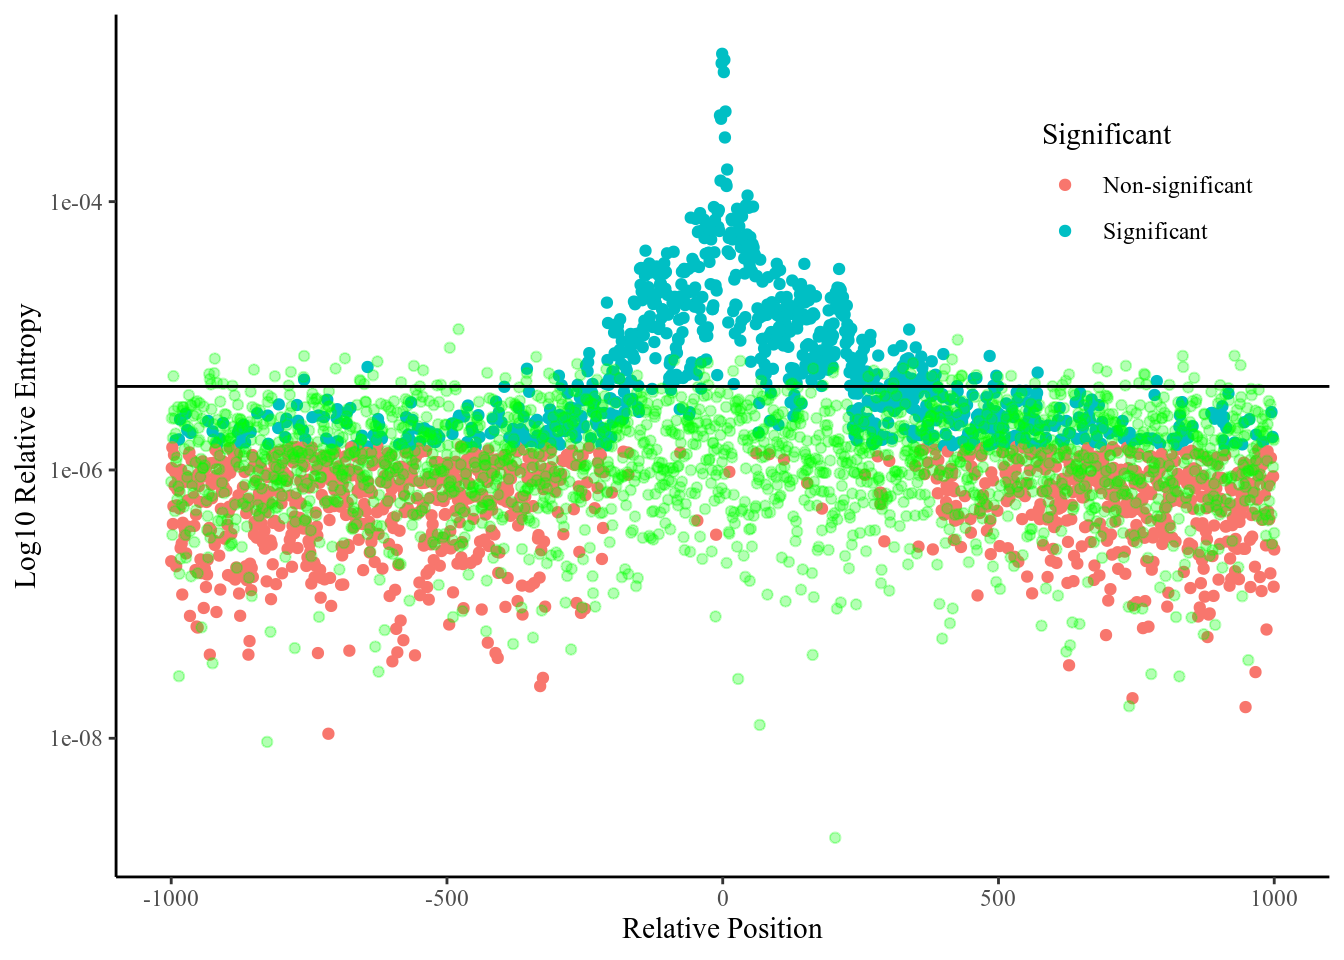 Log10 Relative Entropy
1e-04
1e-06
1e-08
Significant
Non-significant
Significant
-1000
-500
0
500
1000
Relative Position